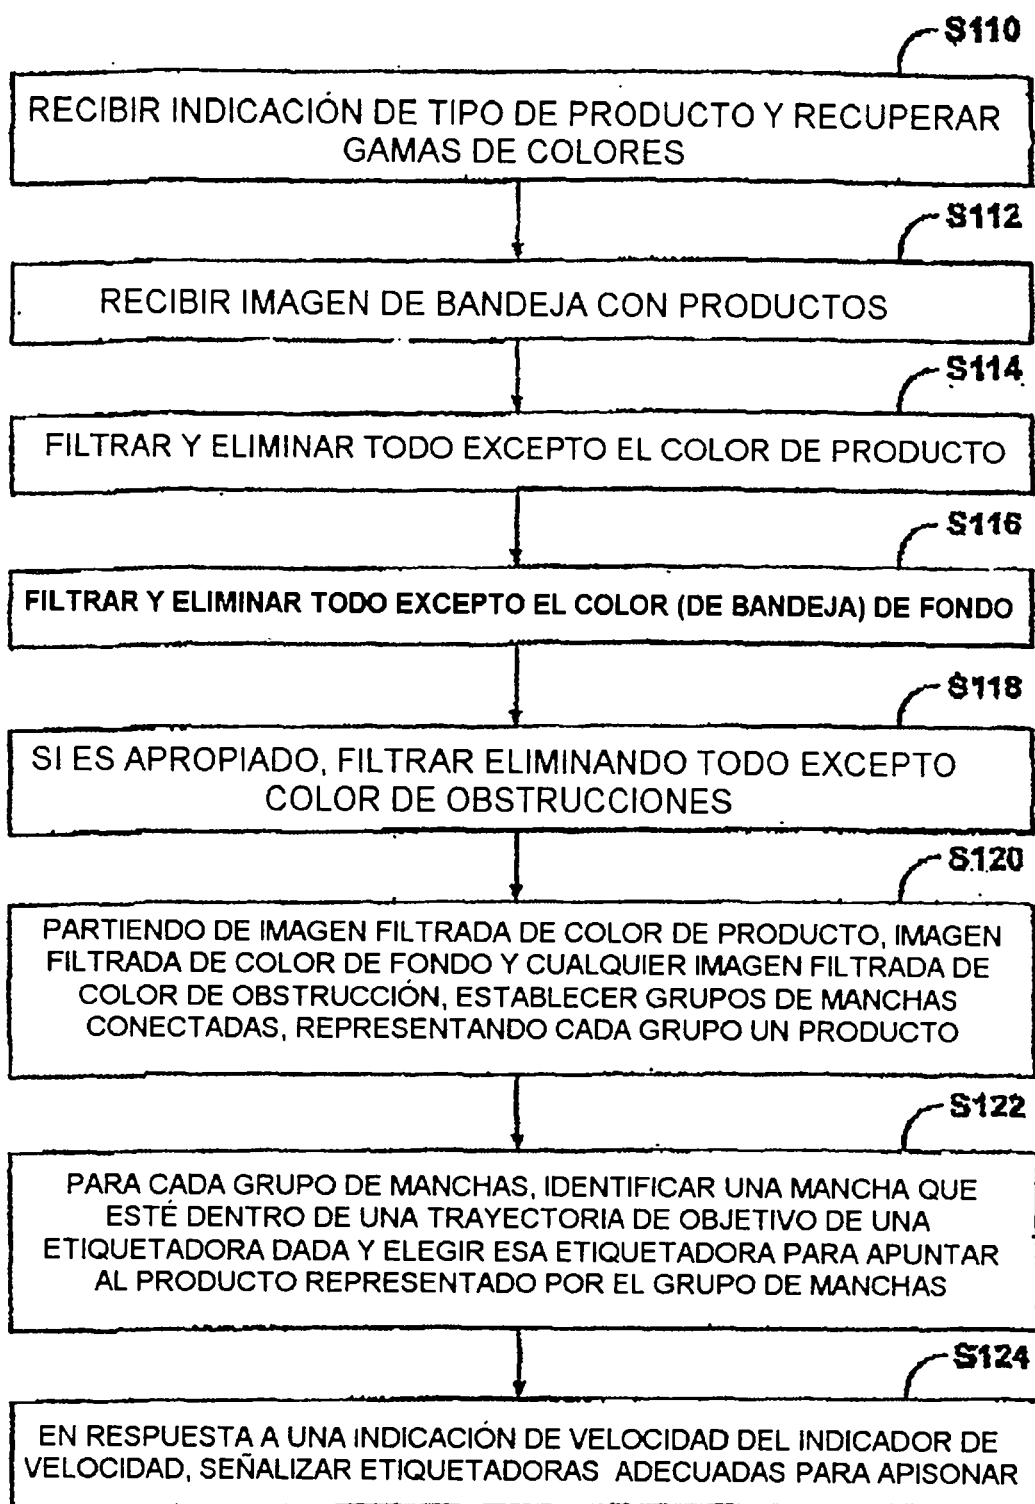 S110
RECIBIR INDICACIÓN DE TIPO DE PRODUCTO Y RECUPERAR
GAMAS DE COLORES
S112
RECIBIR IMAGEN DE BANDEJA CON PRODUCTOS
S114
FILTRAR Y ELIMINAR TODO EXCEPTO EL COLOR DE PRODUCTO
S116
FILTRAR Y ELIMINAR TODO EXCEPTO EL COLOR (DE BANDEJA) DE FONDO
S118
SI ES APROPIADO, FILTRAR ELIMINANDO TODO EXCEPTO
COLOR DE OBSTRUCCIONES
S120
PARTIENDO DE IMAGEN FILTRADA DE COLOR DE PRODUCTO, IMAGEN
FILTRADA DE COLOR DE FONDO Y CUALQUIER IMAGEN FILTRADA DE
COLOR DE OBSTRUCCIÓN, ESTABLECER GRUPOS DE MANCHAS
CONECTADAS, REPRESENTANDO CADA GRUPO UN PRODUCTO
S122
PARA CADA GRUPO DE MANCHAS, IDENTIFICAR UNA MANCHA QUE
ESTÉ DENTRO DE UNA TRAYECTORIA DE OBJETIVO DE UNA
ETIQUETADORA DADA Y ELEGIR ESA ETIQUETADORA PARA APUNTAR
AL PRODUCTO REPRESENTADO POR EL GRUPO DE MANCHAS
S124
EN RESPUESTA A UNA INDICACIÓN DE VELOCIDAD DEL INDICADOR DE
VELOCIDAD, SEÑALIZAR ETIQUETADORAS ADECUADAS PARA APISONAR